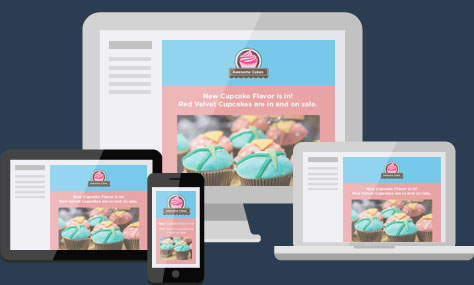 Awesome Cakes
New Cupcake Flavor is in!
Red Velvet Cupcakes are in and on sale.
New Cupcake Flavor is in!
Red Velvet Cupcakes are in and on sale.
New Cupcake Flavor is in!
Red Velvet Cupcakes are in and on sale.